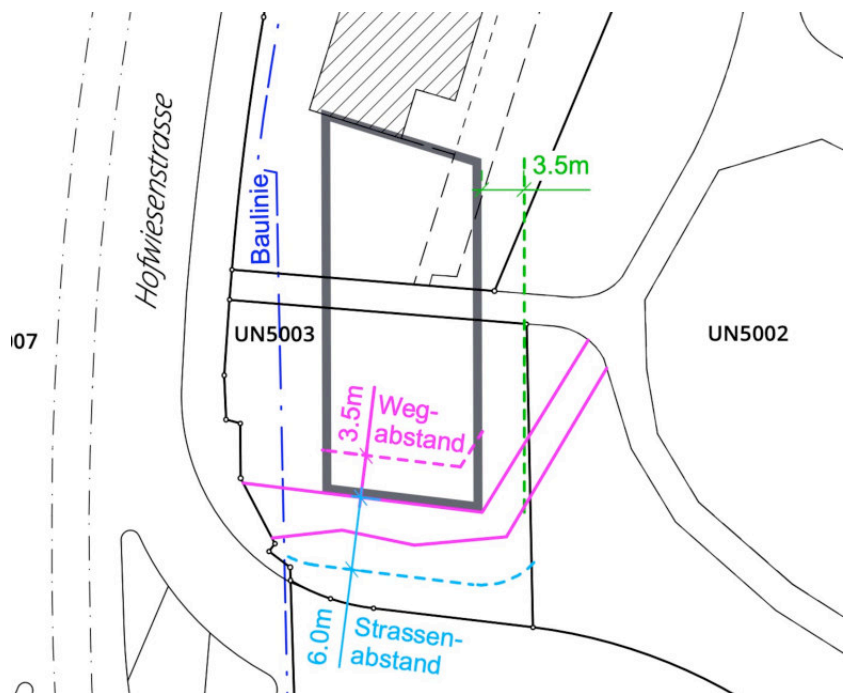 Hofwiesenstrasse
Baulinie
3.5m
07
UN5003
UN5002
3.5m
Weg-
abstand
6.0m
Strassen-
abstand